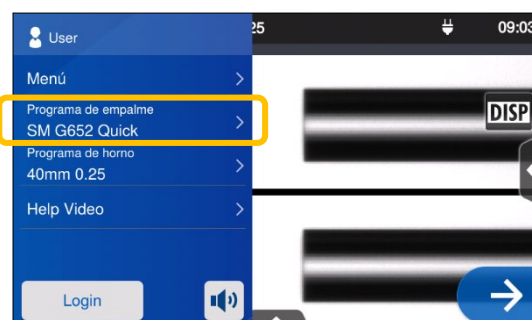 User
25
09:03
Menú
Programa de empalme
SM G652 Quick
DISP
Programa de horno
40mm 0.25
Help Video
Login